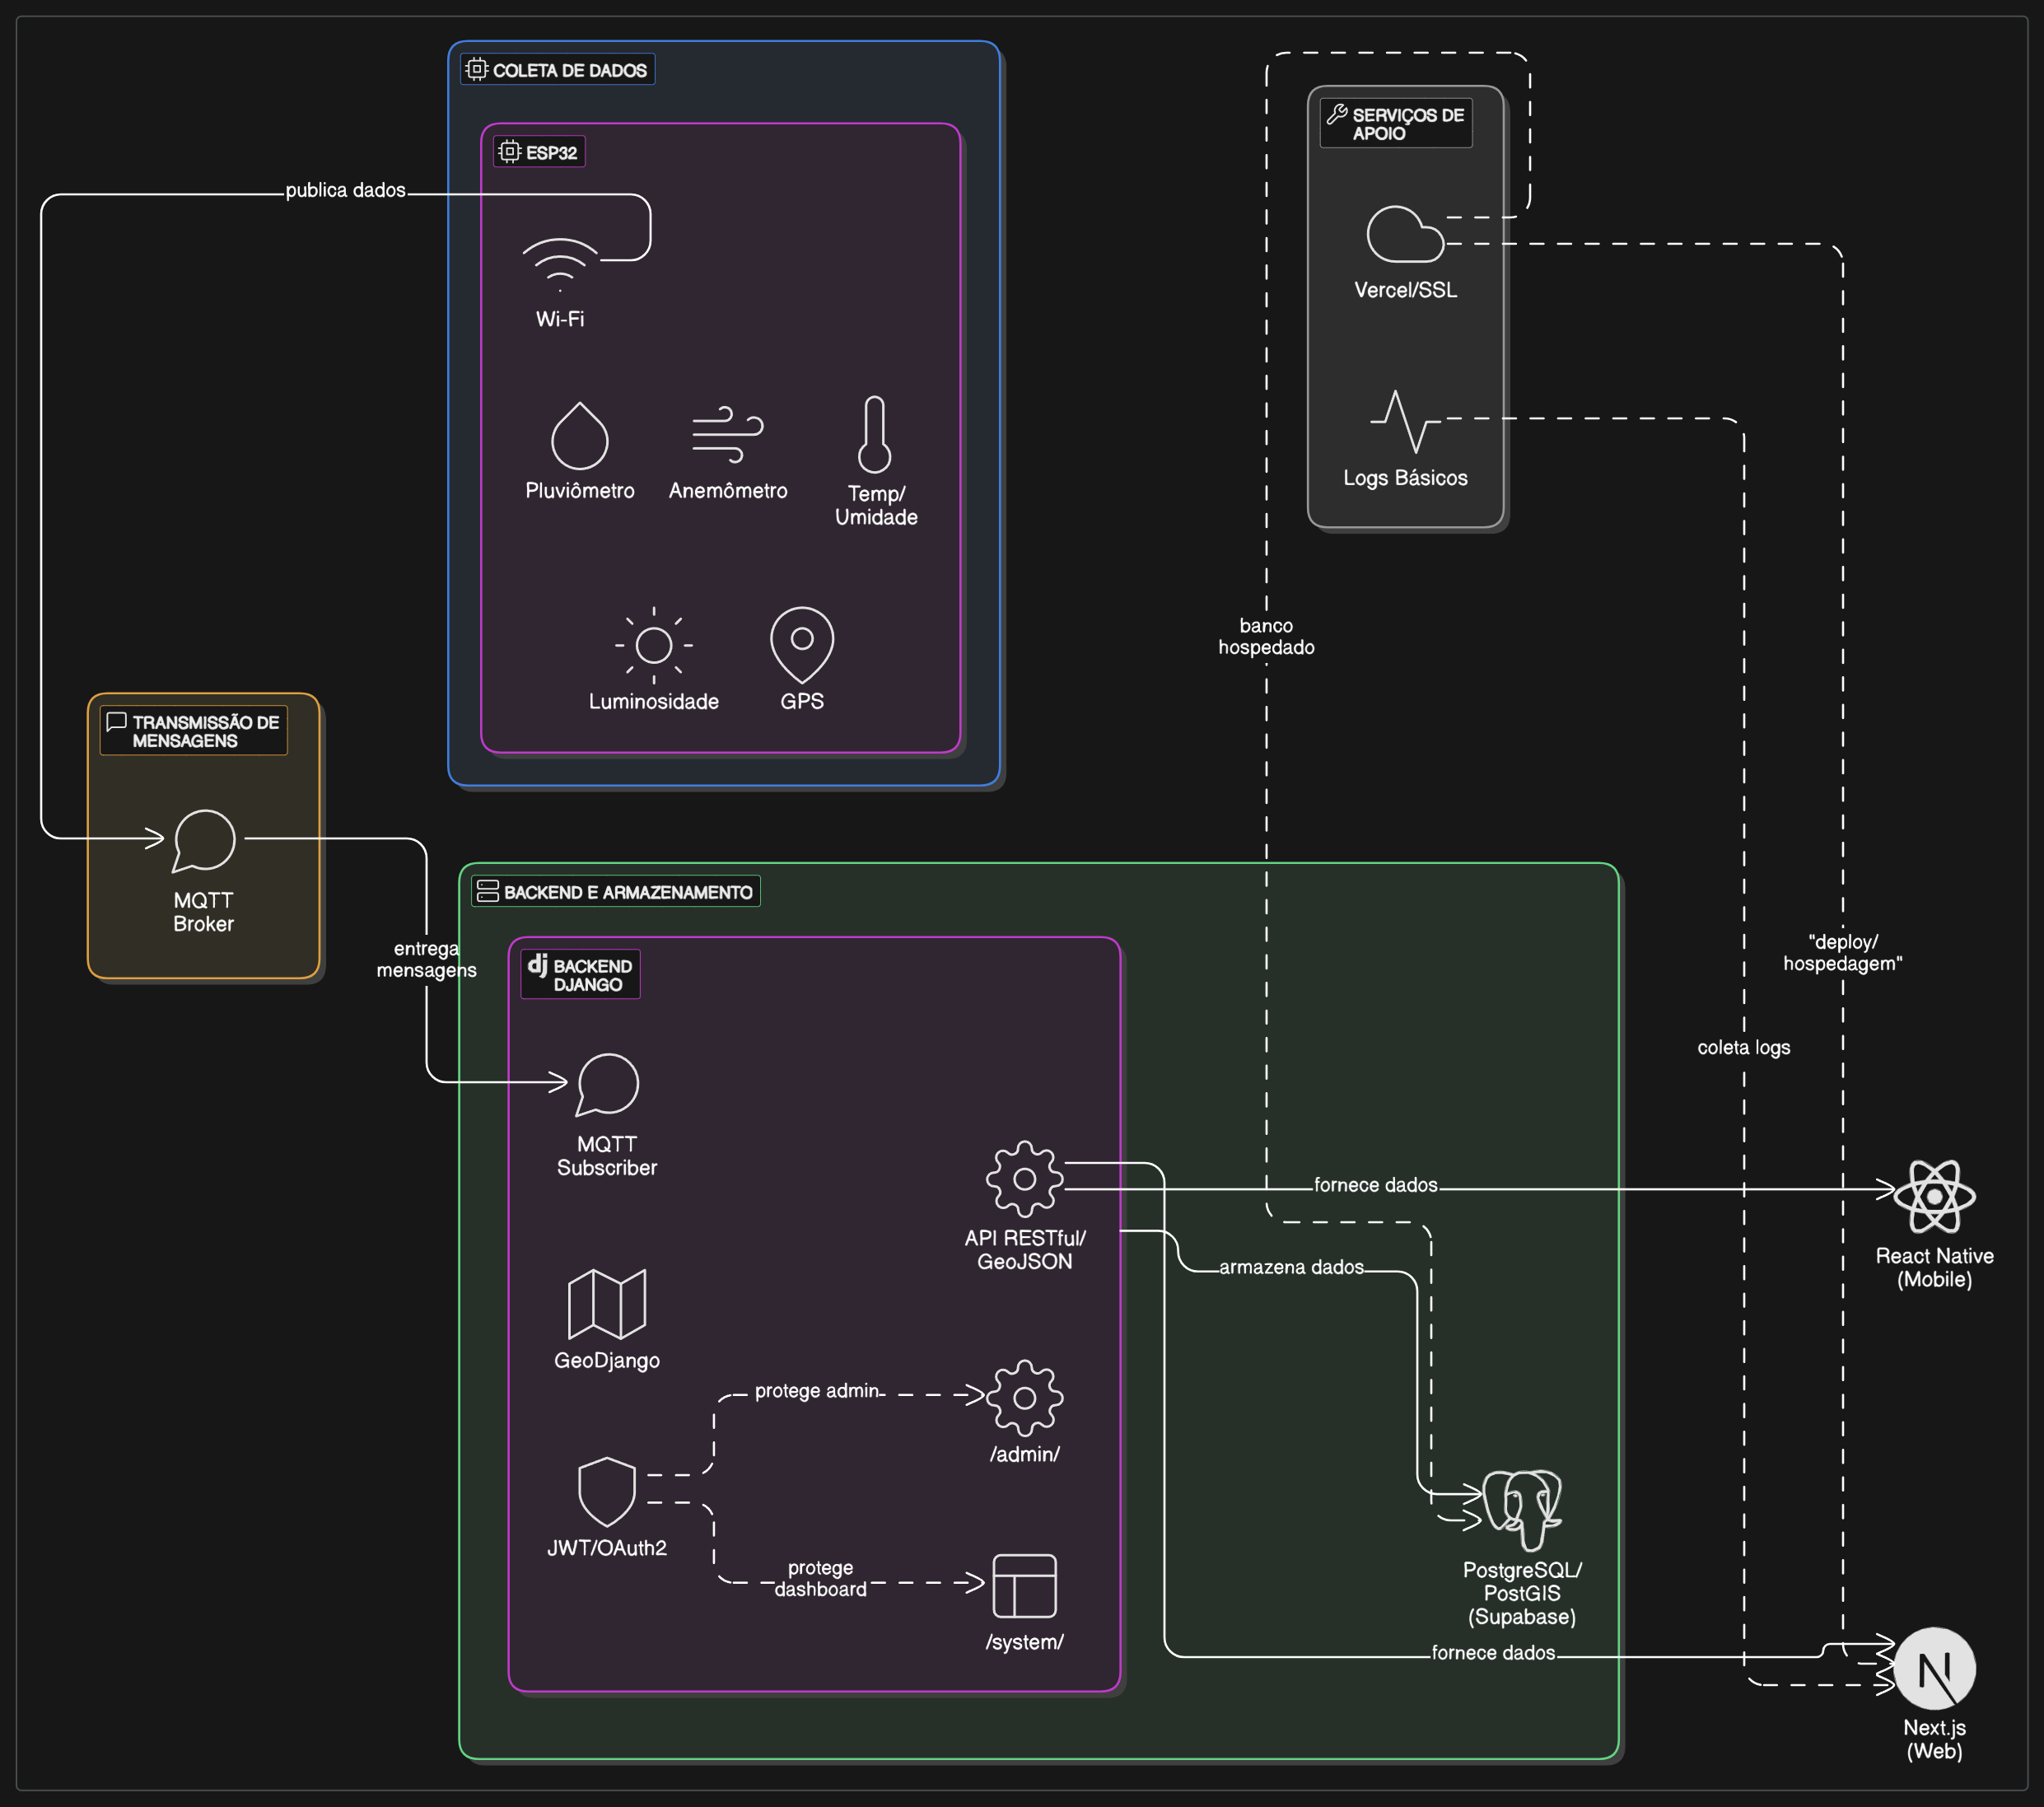 COLETA DE DADOS
ESP32
publica dados
Wi-Fi
Pluviômetro
Anemômetro
Temp/
Umidade
Luminosidade
GPS
SERVIÇOS DE
APOIO
Vercel/SSL
Logs Básicos
banco
hospedado
TRANSMISSÃO DE
MENSAGENS
MQTT
Broker
entrega
mensagens
BACKEND E ARMAZENAMENTO
dj BACKEND
DJANGO
MQTT
Subscriber
GeoDjango
JWT/OAuth2
protege admin
protege
dashboard
API RESTful/
GeoJSON
/admin/
/system/
fornece dados
armazena dados
PostgreSQL/
PostGIS
(Supabase)
fornece dados
coleta logs
"deploy/
hospedagem"
React Native
(Mobile)
N
Next.js
(Web)